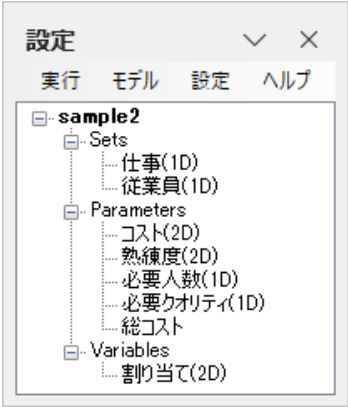 設定
実行 モデル 設定 ヘルプ
sample2
Sets
仕事(1D)
従業員(1D)
Parameters
コスト(2D)
熟練度(2D)
必要人数(1D)
必要クオリティ(1D)
総コスト
Variables
割り当て(2D)